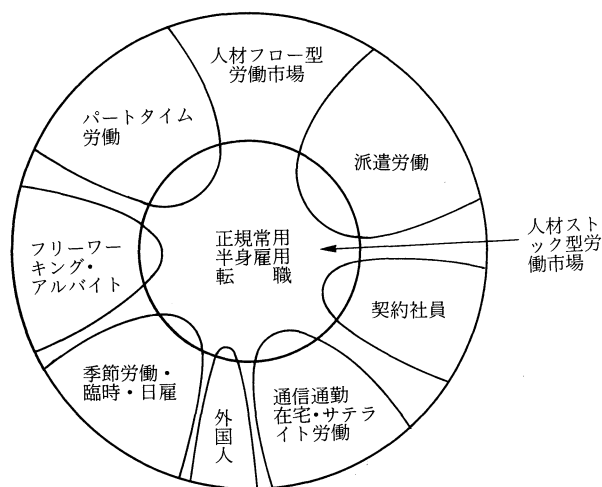 人材フロー型
労働市場
パートタイム
労働
派遣労働
正規常用
半身雇用
転　　職
人材スト
ック型労
働市場
フリーワー
キング・
アルバイト
契約社員
季節労働・
臨時・日雇
外国人
通信通勤
在宅・サテラ
イト労働